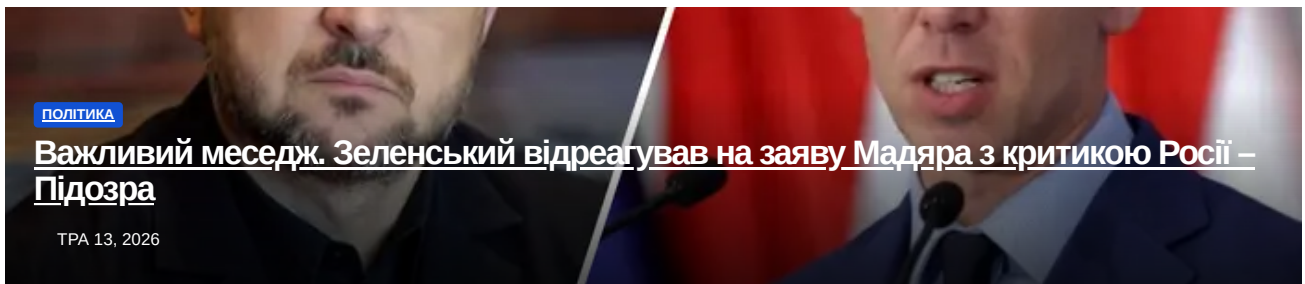 ПОЛІТИКА
Важливий меседж. Зеленський відреагував на заяву Мадяра з критикою Росії –
Підозра
ТРА 13, 2026